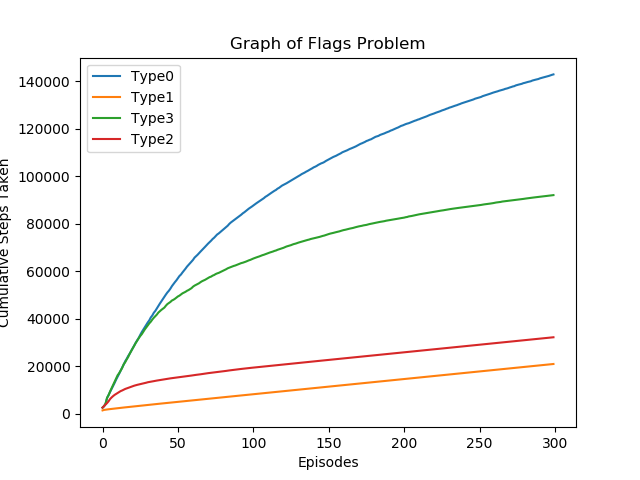 Graph of Flags Problem
Type0
Type1
Type3
Type2
140000
120000
100000
80000
60000
40000
20000
0
Cumulative Steps Taken
0 50 100 150 200 250 300
Episodes